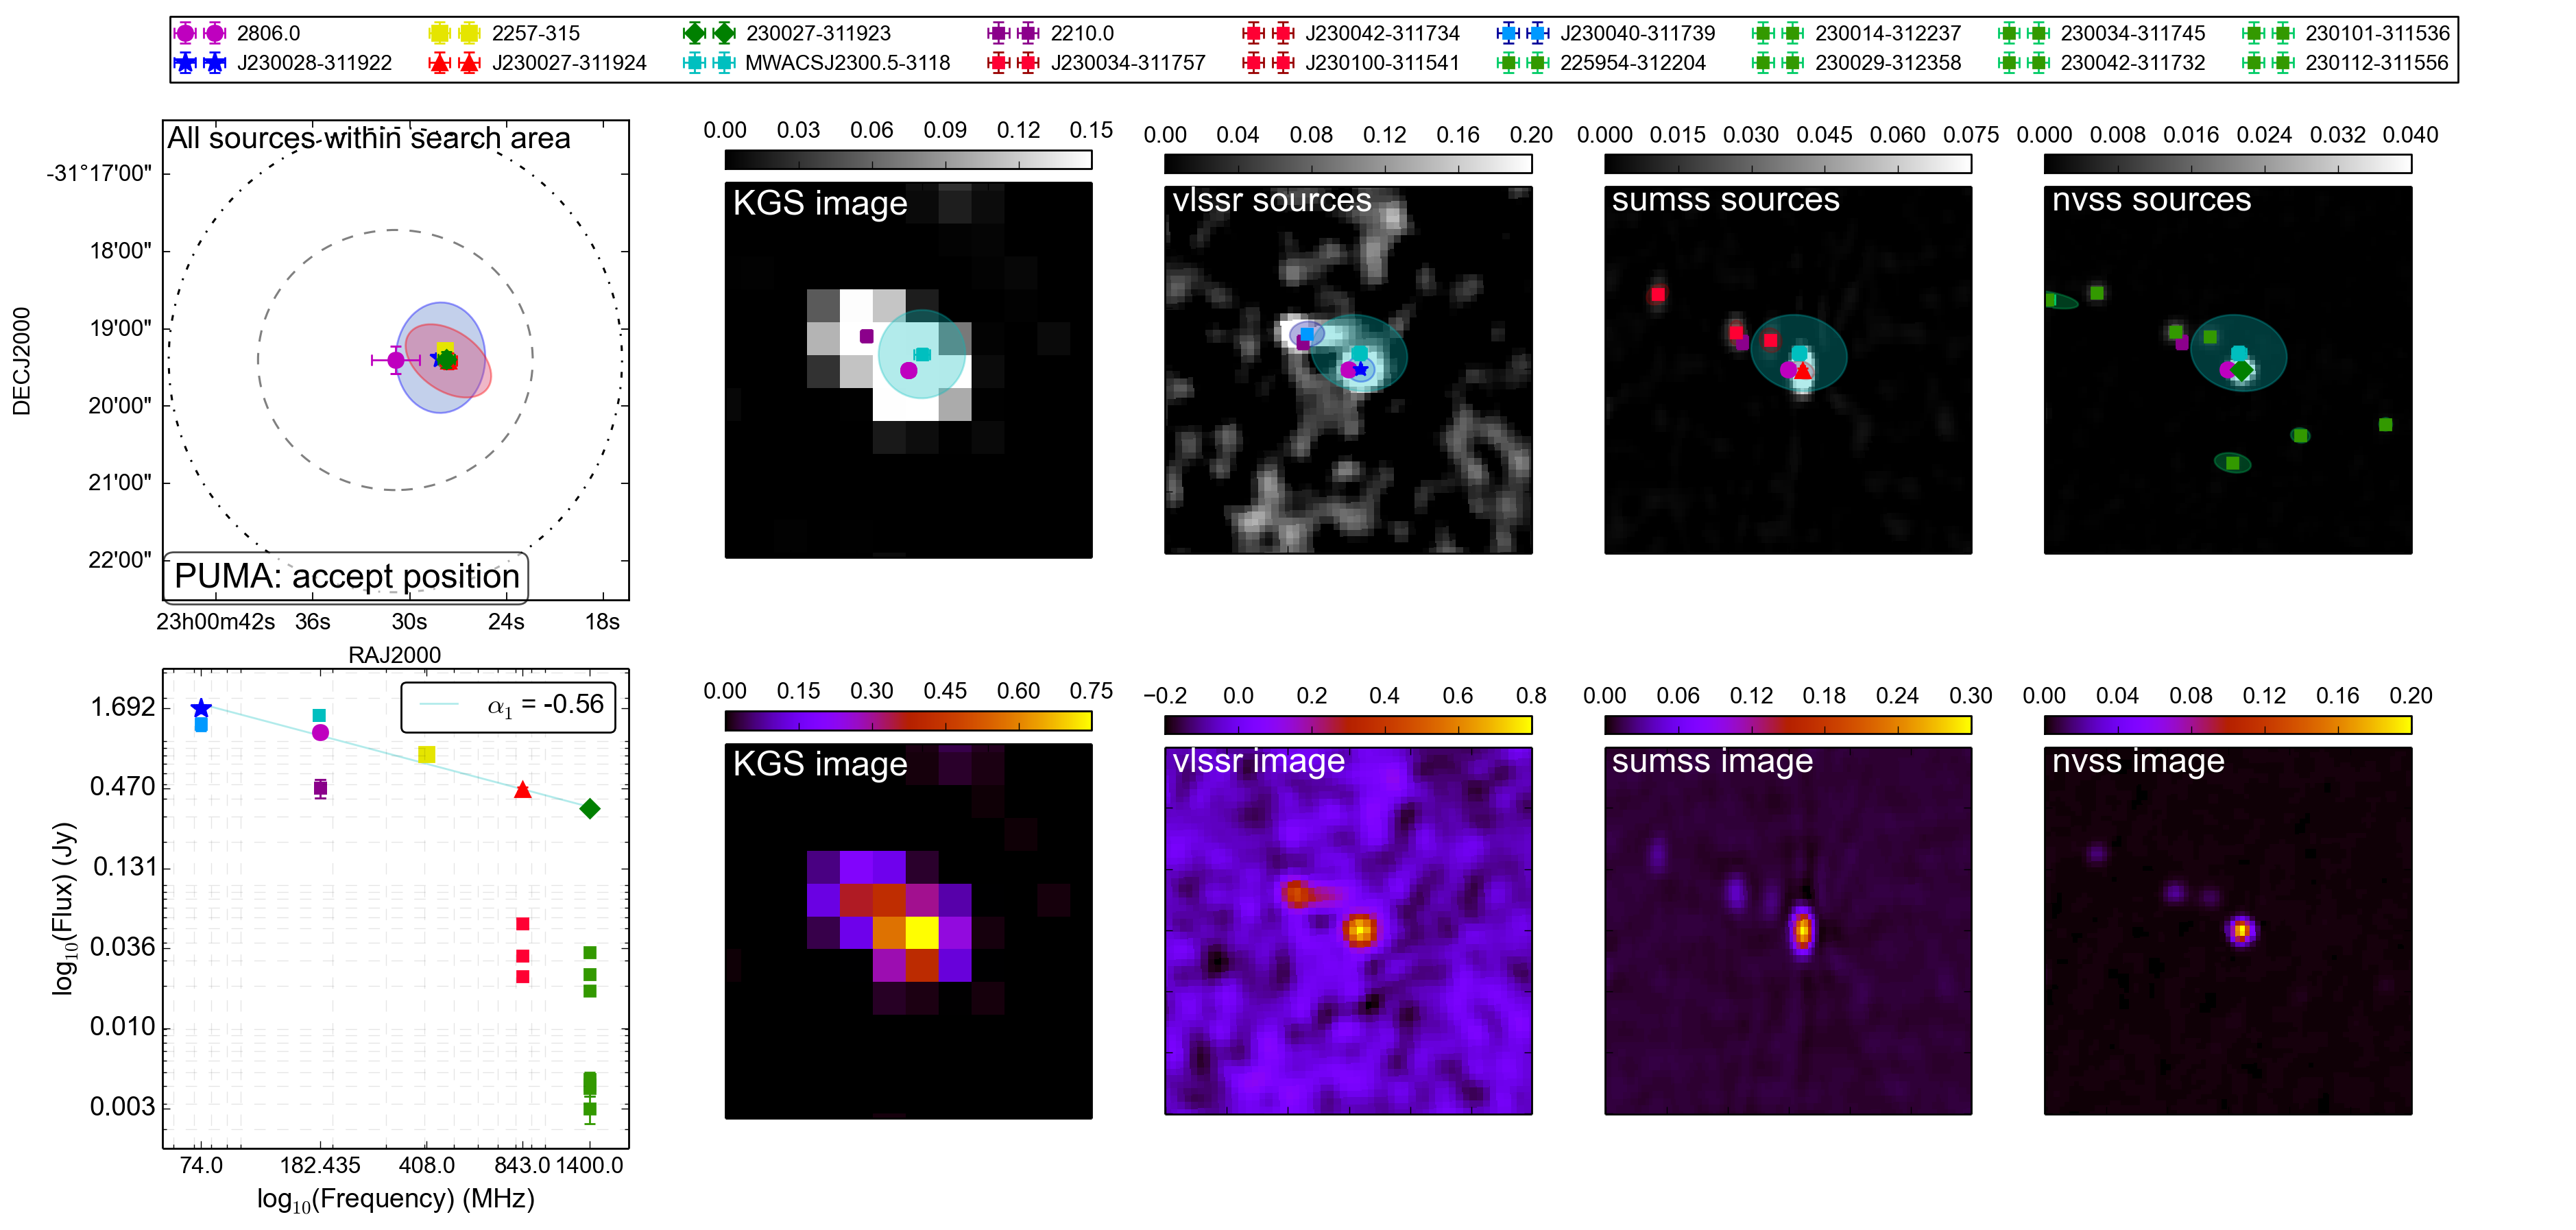 2806.0 2257-315 230027-311923 2210.0 J230042-311734 J230040-311739 230014-312237 230034-311745 230101-311536
J230028-311922 J230027-311924 MWACSJ2300.5-3118 J230034-311757 J230100-311541 225954-312204 230029-312358 230042-311732 230112-311556
All sources within search area
-31°17'00"
18'00"
19'00"
20'00"
21'00"
22'00"
DECJ2000
PUMA: accept position
23h00m42s 36s 30s 24s 18s
RAJ2000
0.00 0.03 0.06 0.09 0.12 0.15
KGS image
0.00 0.04 0.08 0.12 0.16 0.20
vlssr sources
0.000 0.015 0.030 0.045 0.060 0.075
sumss sources
0.000 0.008 0.016 0.024 0.032 0.040
nvss sources
α1 = -0.56
1.692
0.470
0.131
0.036
0.010
0.003
log10(Flux) (Jy)
74.0 182.435 408.0 843.0 1400.0
log10(Frequency) (MHz)
0.00 0.15 0.30 0.45 0.60 0.75
KGS image
−0.2 0.0 0.2 0.4 0.6 0.8
vlssr image
0.00 0.06 0.12 0.18 0.24 0.30
sumss image
0.00 0.04 0.08 0.12 0.16 0.20
nvss image